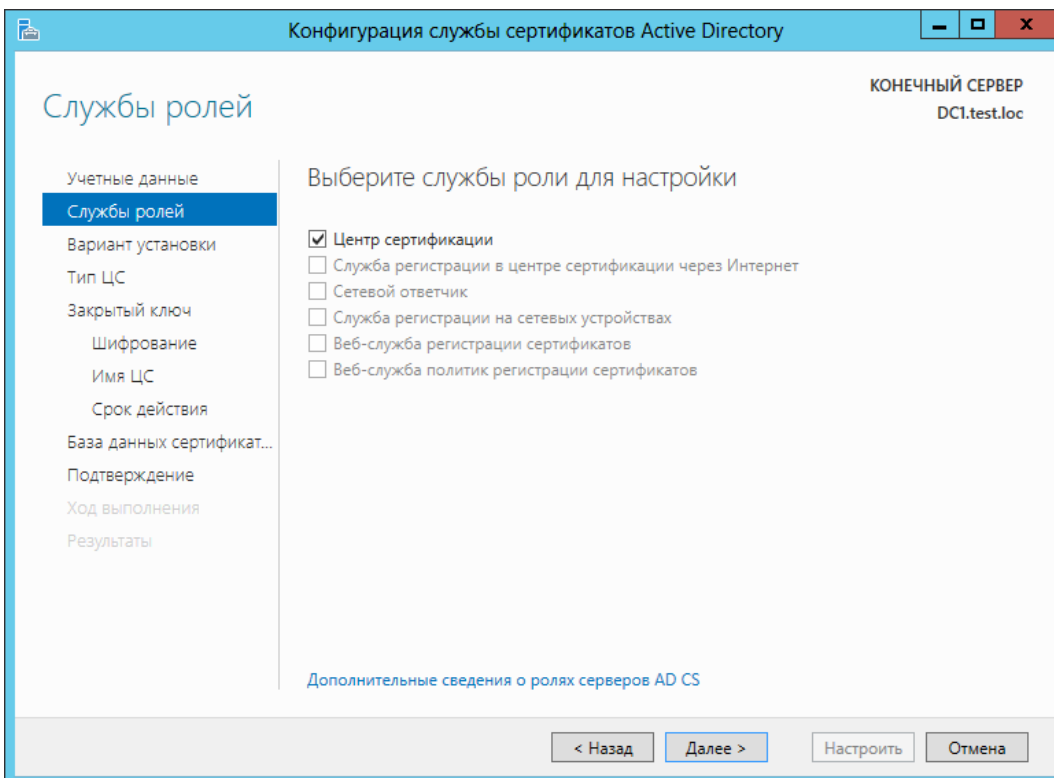 Конфигурация службы сертификатов Active Directory
Службы ролей
КОНЕЧНЫЙ СЕРВЕР
DC1.test.loc
Учетные данные
Службы ролей
Вариант установки
Тип ЦС
Закрытый ключ
Шифрование
Имя ЦС
Срок действия
База данных сертификат...
Подтверждение
Ход выполнения
Результаты
Выберите службы роли для настройки
Центр сертификации
Служба регистрации в центре сертификации через Интернет
Сетевой ответчик
Служба регистрации на сетевых устройствах
Веб-служба регистрации сертификатов
Веб-служба политик регистрации сертификатов
Дополнительные сведения о ролях серверов AD CS
< Назад
Далее >
Настроить
Отмена